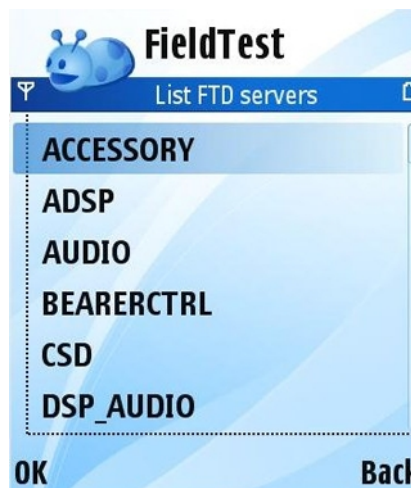 FieldTest
List FTD servers
ACCESSORY
ADSP
AUDIO
BEARERCTRL
CSD
DSP_AUDIO
OK Back